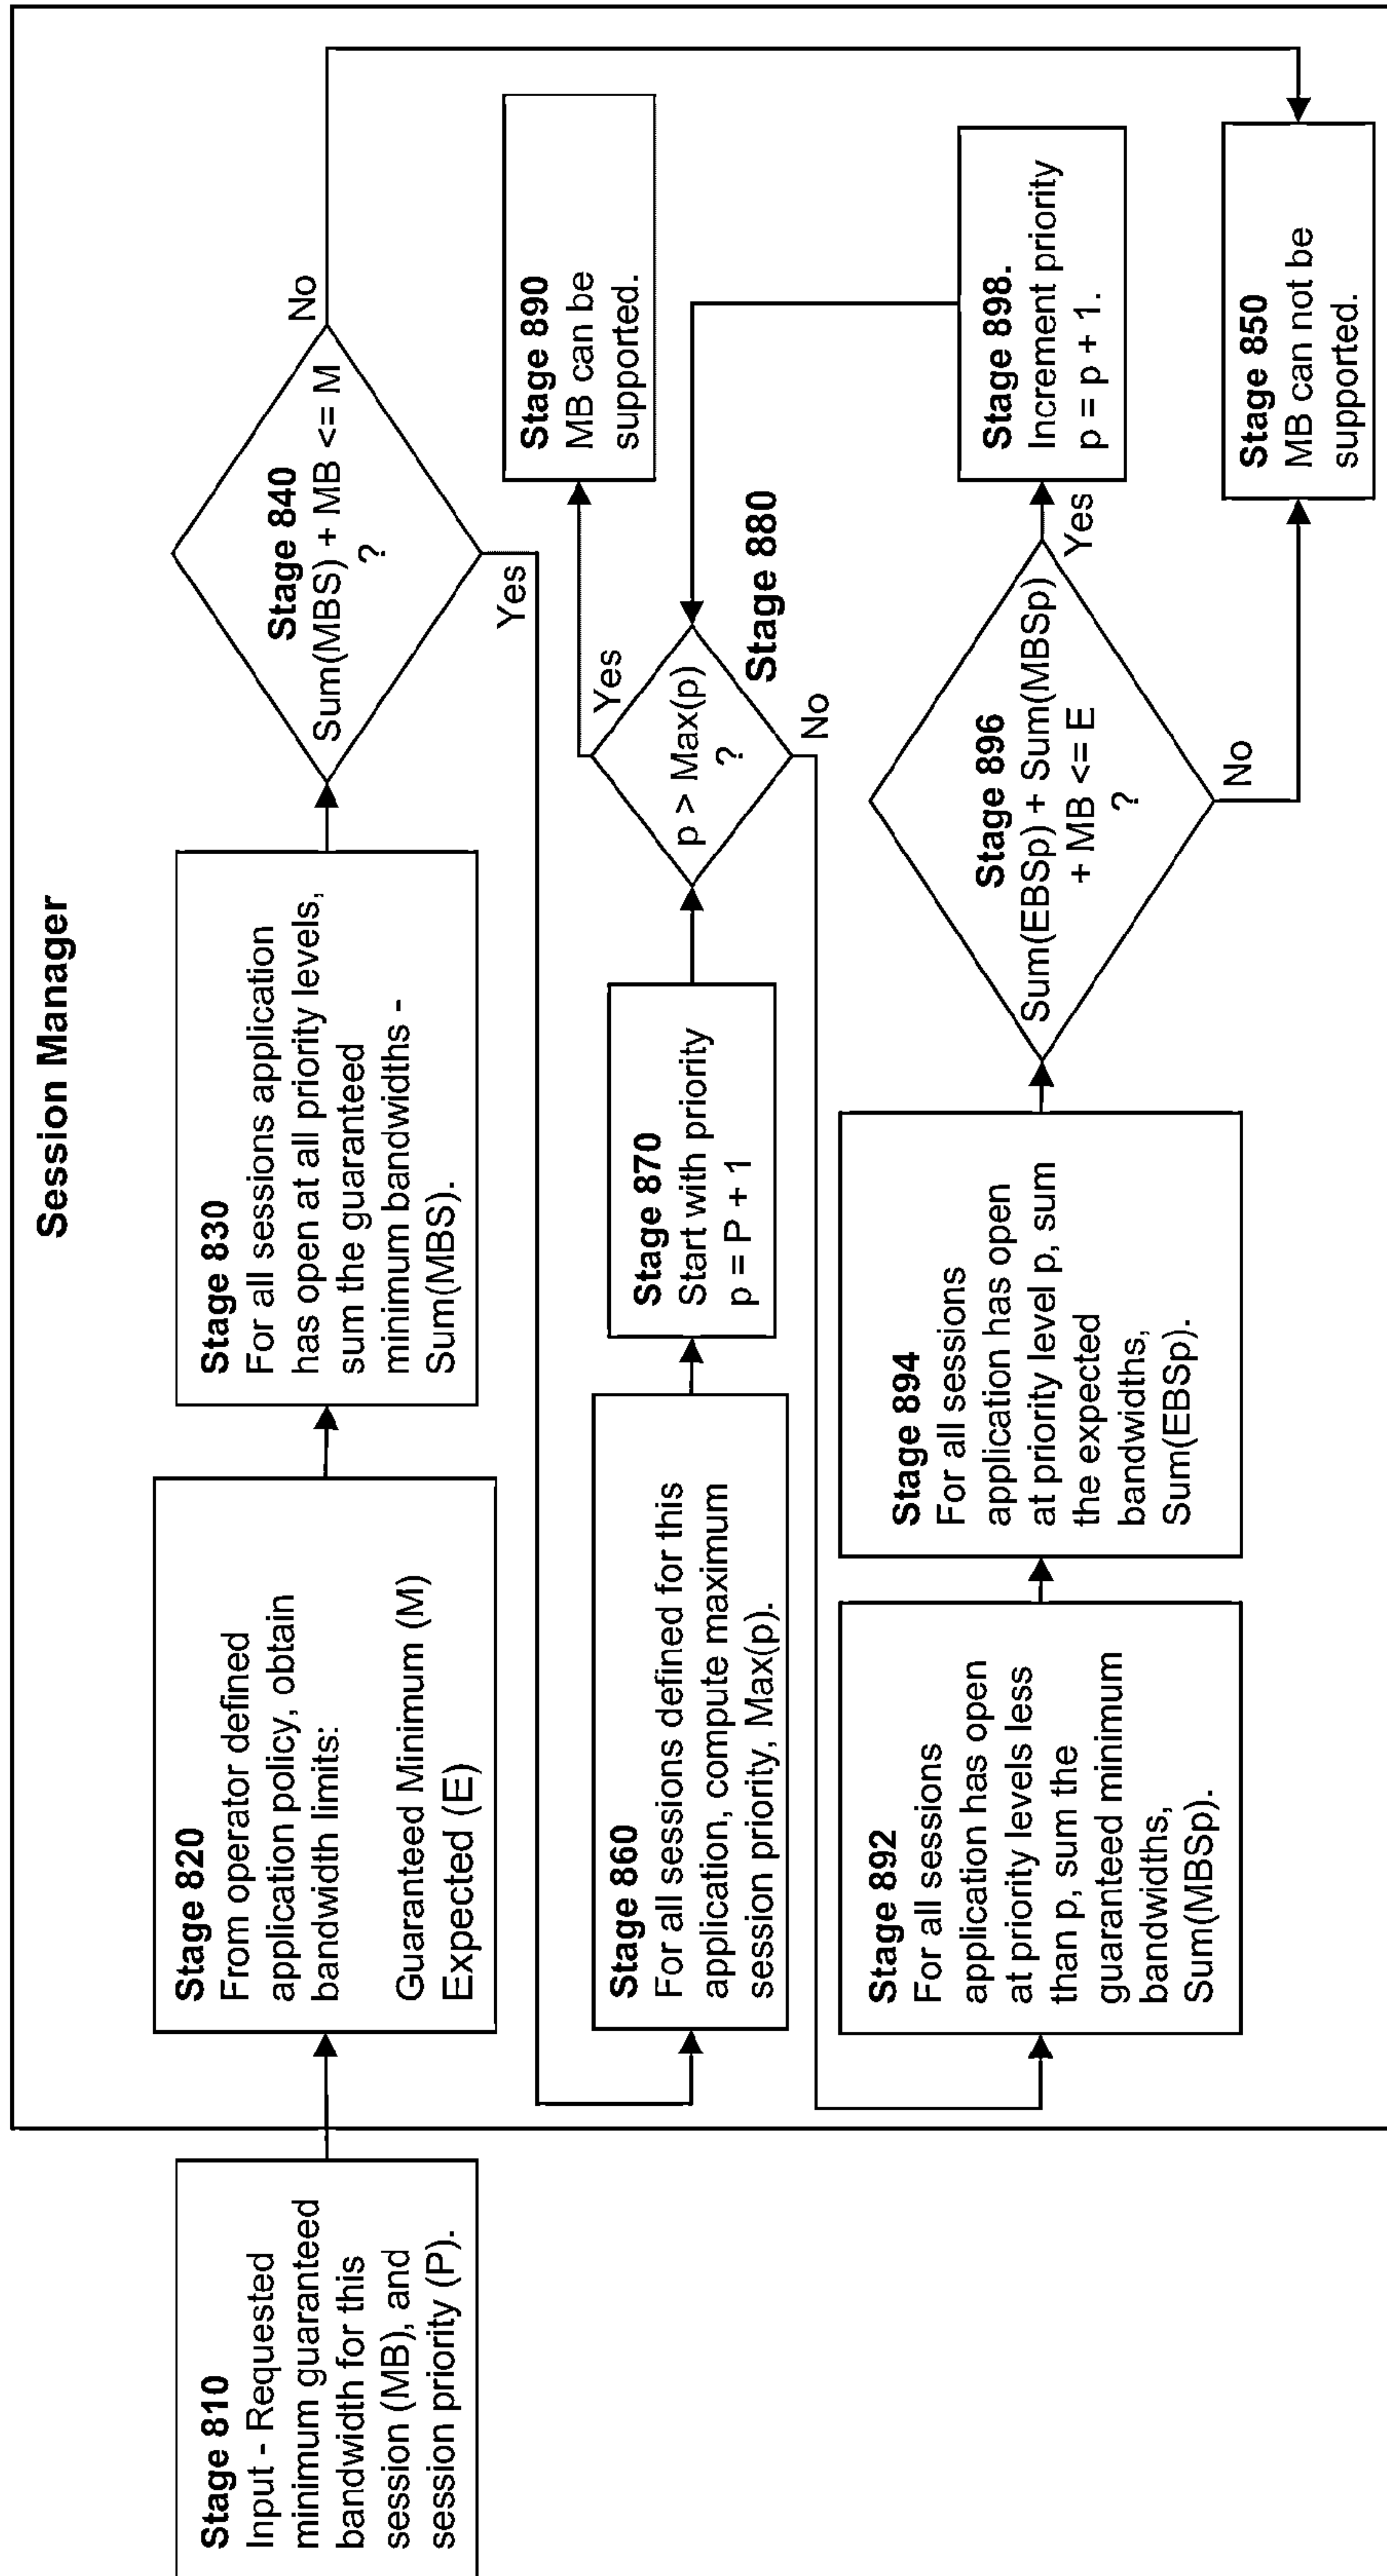 Session Manager
Stage 810
Input - Requested
minimum guaranteed
bandwidth for this
session (MB), and
session priority (P).
Stage 820
From operator defined
application policy, obtain
bandwidth limits:
Guaranteed Minimum (M)
Expected (E)
Stage 830
For all sessions application
has open at all priority levels,
sum the guaranteed
minimum bandwidths -
Sum(MBS).
Stage 840
Sum(MBS) + MB <= M
?
No
Yes
Stage 860
For all sessions defined for this
application, compute maximum
session priority, Max(p).
Stage 870
Start with priority
p = P + 1
p > Max(p)
?
Yes
No
Stage 880
Stage 890
MB can be
supported.
Stage 892
For all sessions
application has open
at priority levels less
than p, sum the
guaranteed minimum
bandwidths,
Sum(MBSp).
Stage 894
For all sessions
application has open
at priority level p, sum
the expected
bandwidths,
Sum(EBSp).
Stage 896
Sum(EBSp) + Sum(MBSp)
+ MB <= E
?
Yes
No
Stage 898.
Increment priority
p = p + 1.
Stage 850
MB can not be
supported.